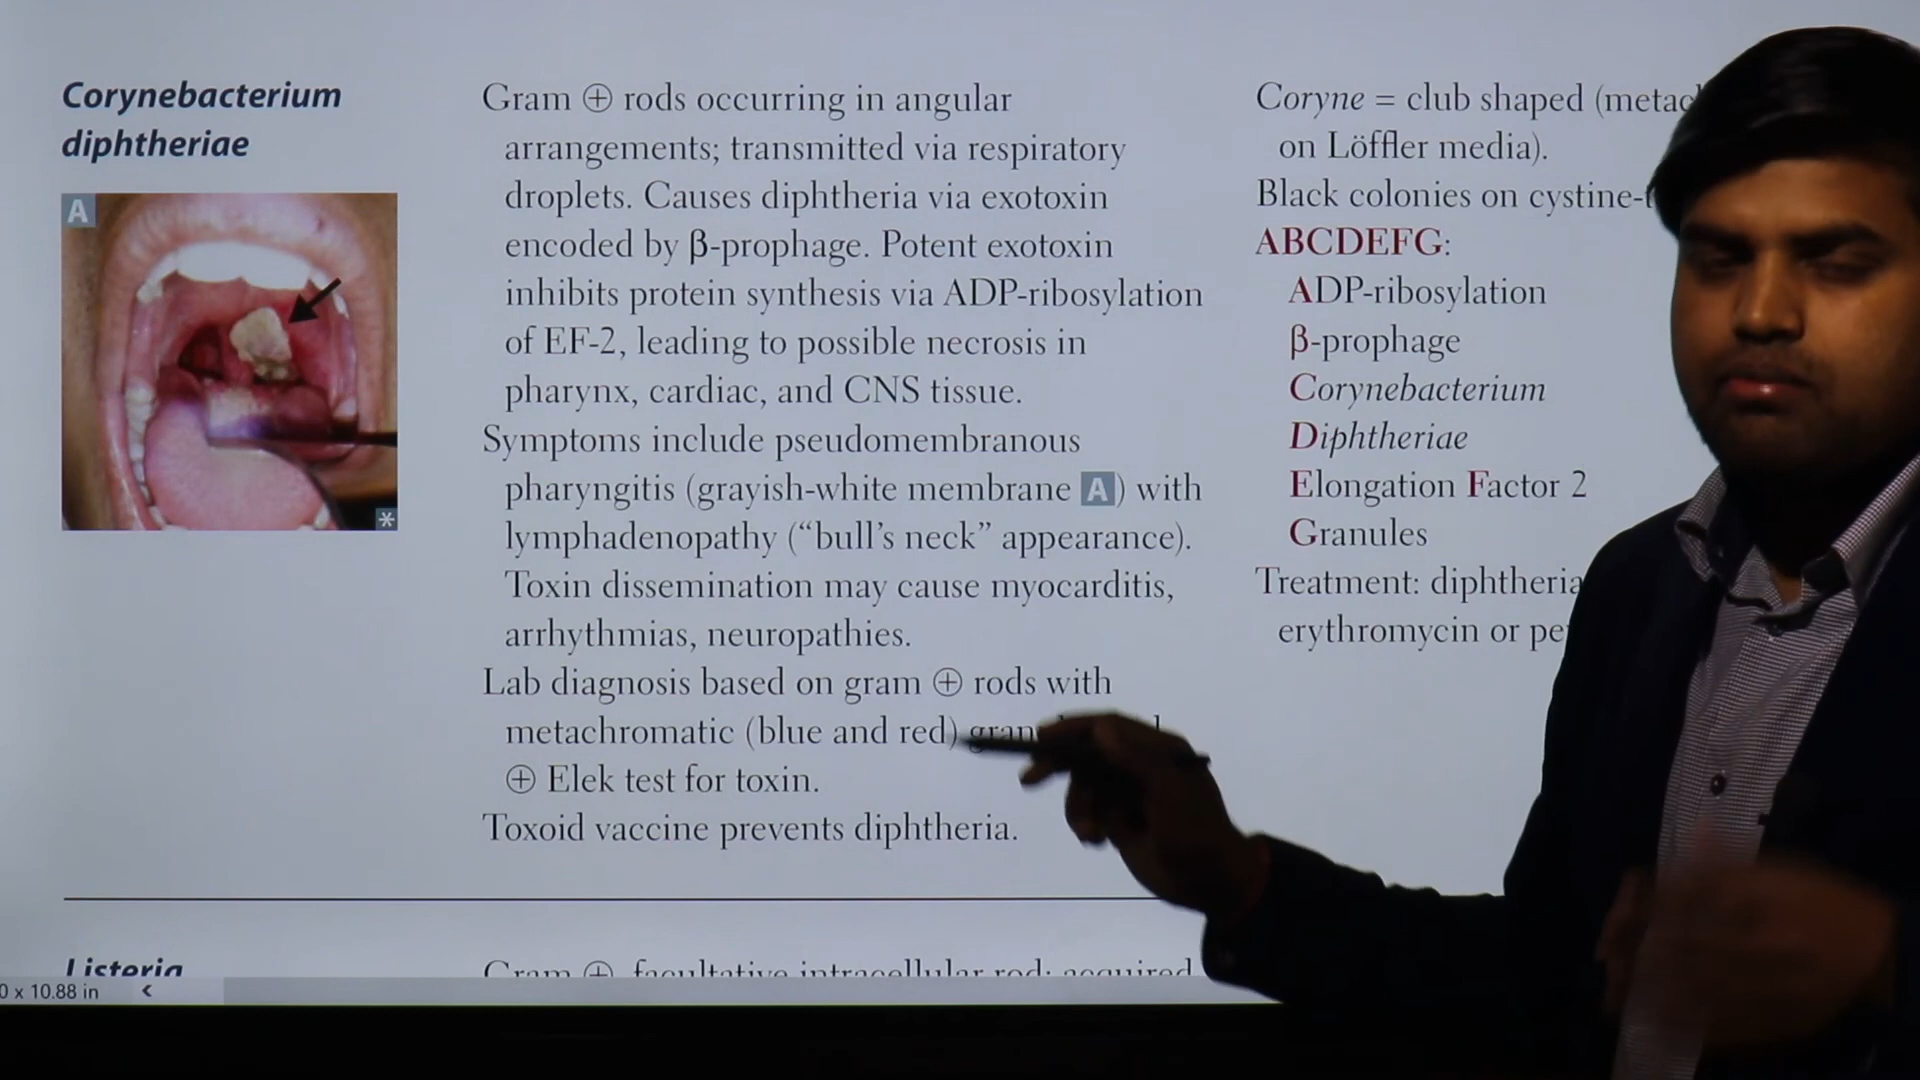 Corynebacterium
diphtheriae
A
*
Gram ⊕ rods occurring in angular
arrangements; transmitted via respiratory
droplets. Causes diphtheria via exotoxin
encoded by β-prophage. Potent exotoxin
inhibits protein synthesis via ADP-ribosylation
of EF-2, leading to possible necrosis in
pharynx, cardiac, and CNS tissue.
Symptoms include pseudomembranous
pharyngitis (grayish-white membrane A) with
lymphadenopathy (“bull’s neck” appearance).
Toxin dissemination may cause myocarditis,
arrhythmias, neuropathies.
Lab diagnosis based on gram ⊕ rods with
metachromatic (blue and red)
⊕ Elek test for toxin.
Toxoid vaccine prevents diphtheria.
Coryne = club shaped
on Löffler media).
Black colonies on
ABCDEFG:
ADP-ribosylation
β-prophage
Corynebacterium
Diphtheriae
Elongation Factor 2
Granules
Treatment: diphtheria
erythromycin or
Listeria
Gram ⊕, facultative intracellular rod; acquired
0 x 10.88 in <